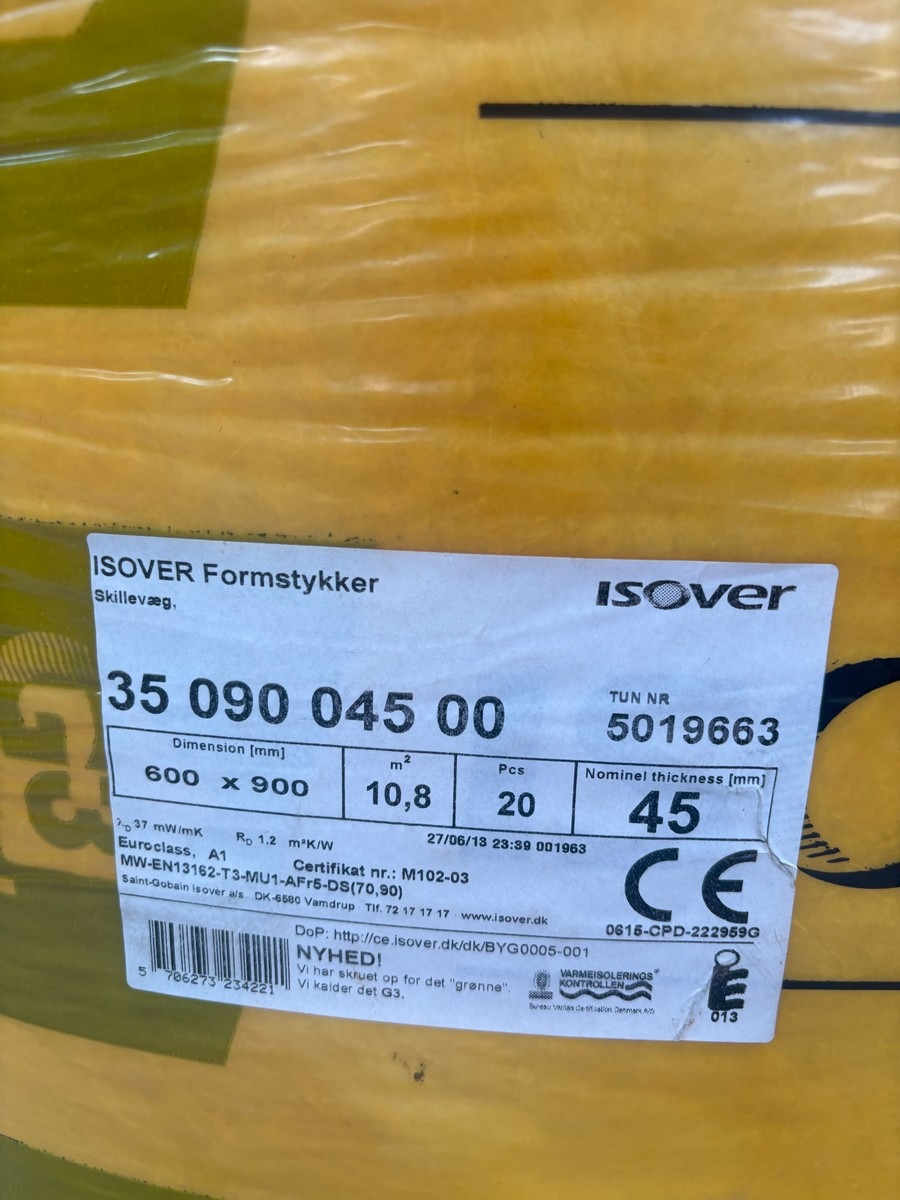 ISOVER Formstykker
Skillevæg,
ISOver
35 090 045 00
TUN NR
5019663
Dimension [mm]
600 x 900
m²
10,8
Pcs
20
Nominel thickness [mm]
45
λD 37 mW/mK RD 1,2 m²K/W
27/06/13 23:39 001963
Euroclass, A1 Certifikat nr.: M102-03
MW-EN13162-T3-MU1-AFr5-DS(70,90)
Saint-Gobain Isover a/s DK-6580 Vamdrup Tlf. 72 17 17 17 www.isover.dk
CE
0615-CPD-222959G
DoP: http://ce.isover.dk/dk/BYG0005-001
NYHED!
Vi har skruet op for det "grønne".
Vi kalder det G3.
5 706273 234221
VARMEISOLERINGS®
KONTROLLEN
Bureau Veritas Certification Denmark A/S
E
013
G3